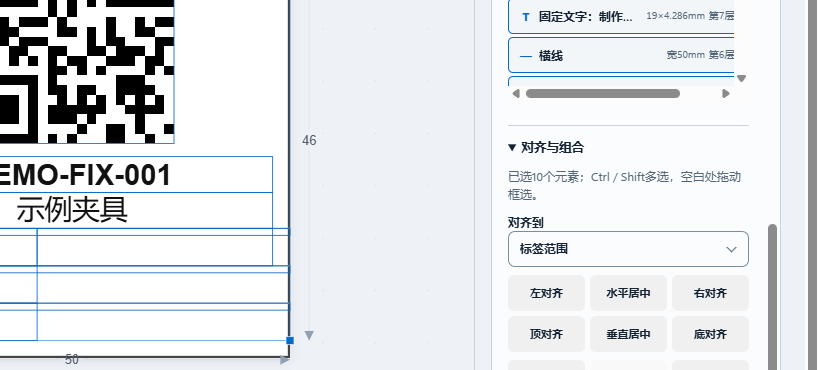 T 固定文字：制作... 19×4.286mm 第7层
横线 宽50mm 第6层
46
对齐与组合
EMO-FIX-001
已选10个元素；Ctrl / Shift多选，空白处拖动
框选。
示例夹具
对齐到
标签范围
左对齐 水平居中 右对齐
顶对齐 垂直居中 底对齐
50